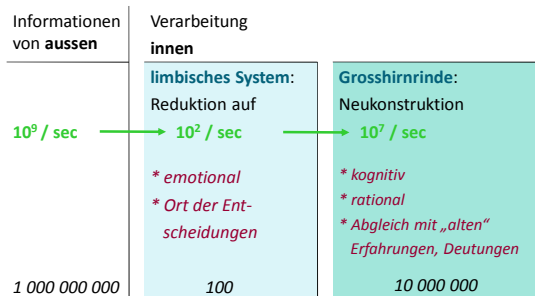 Informationen
von aussen
Verarbeitung
innen
limbisches System:
Reduktion auf
Grosshirnrinde:
Neukonstruktion
10⁹ / sec
10² / sec
10⁷ / sec
* emotional
* Ort der Ent-
scheidungen
* kognitiv
* rational
* Abgleich mit „alten“
Erfahrungen, Deutungen
1 000 000 000
100
10 000 000